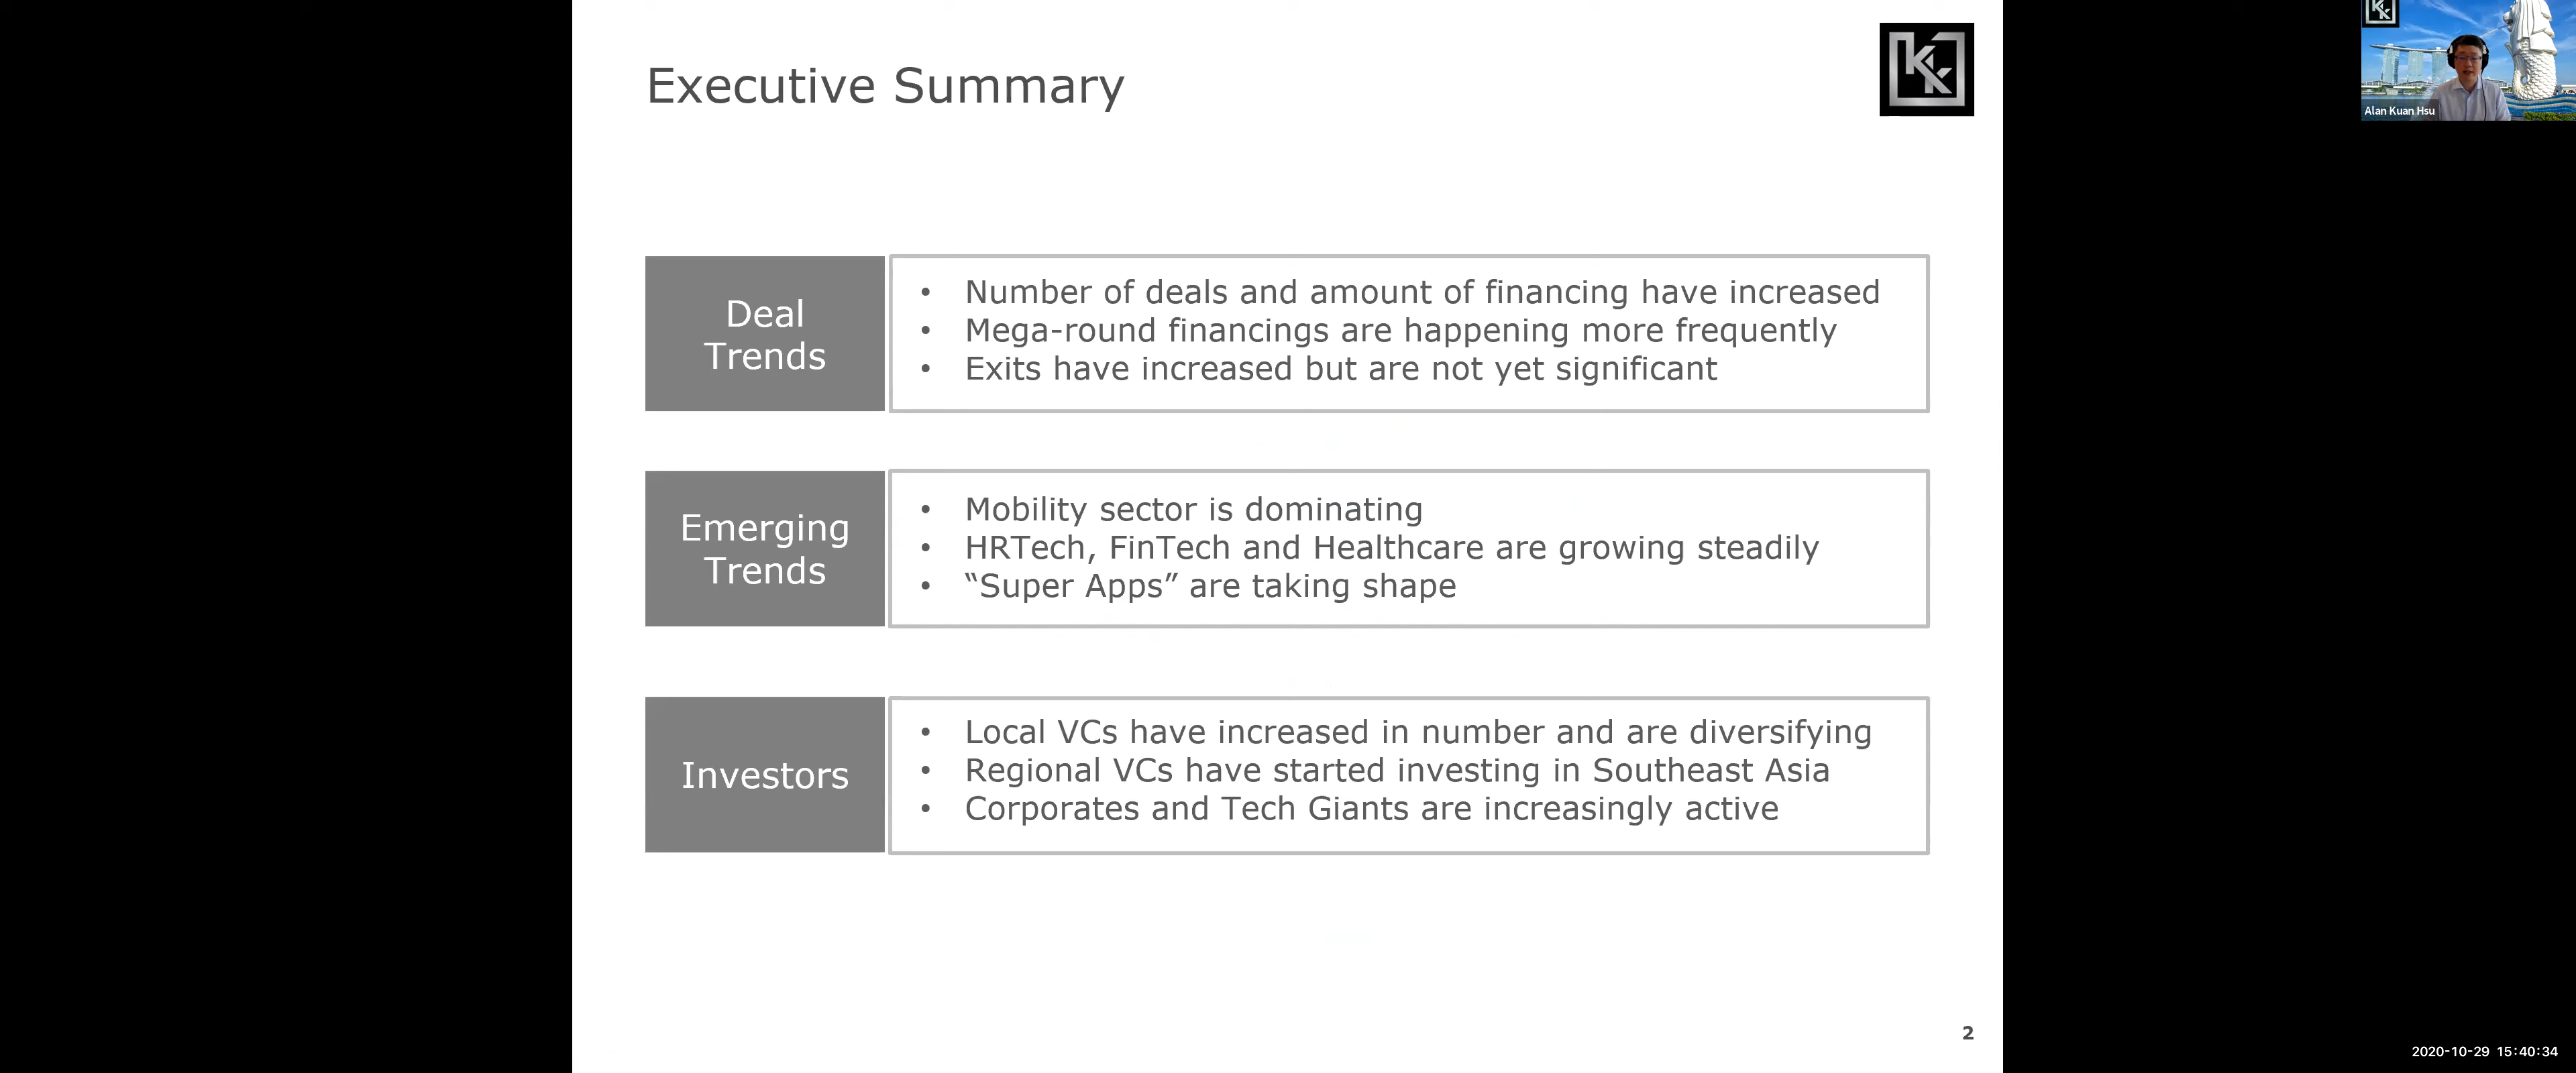 Executive Summary
KK
KK
Alan Kuan Hsu
Deal
Trends
• Number of deals and amount of financing have increased
• Mega-round financings are happening more frequently
• Exits have increased but are not yet significant
Emerging
Trends
• Mobility sector is dominating
• HRTech, FinTech and Healthcare are growing steadily
• “Super Apps” are taking shape
Investors
• Local VCs have increased in number and are diversifying
• Regional VCs have started investing in Southeast Asia
• Corporates and Tech Giants are increasingly active
2
2020-10-29 15:40:34